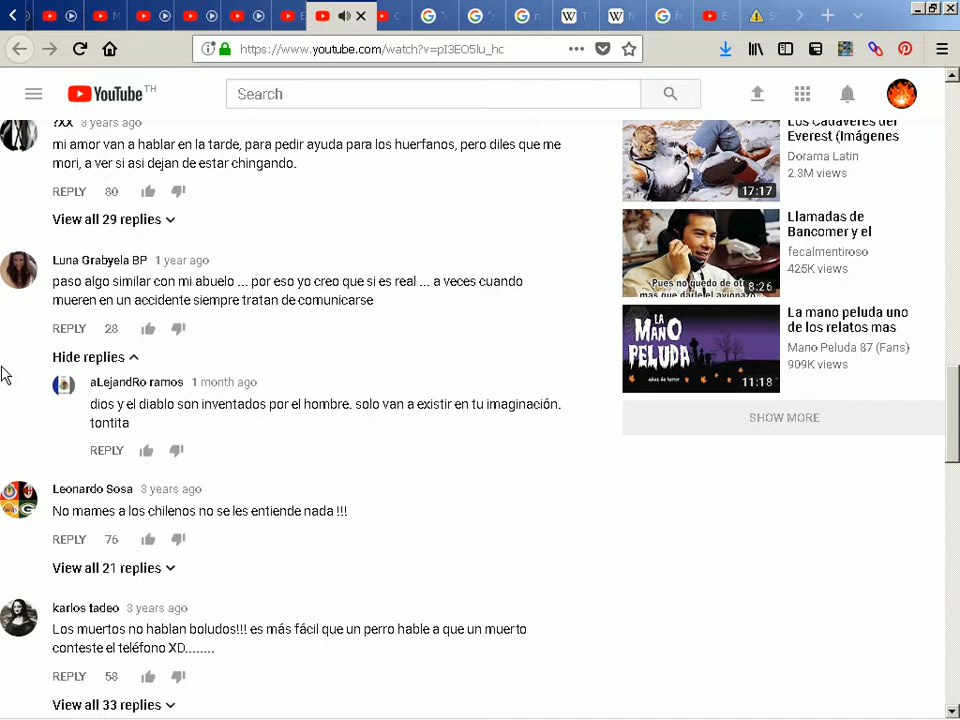 https://www.youtube.com/watch?v=pI3EO5lu_hc
YouTube TH
Search
?XX 3 years ago
mi amor van a hablar en la tarde, para pedir ayuda para los huerfanos, pero diles que me
mori, a ver si asi dejan de estar chingando.
REPLY 80
View all 29 replies
Luna Grabyela BP 1 year ago
paso algo similar con mi abuelo ... por eso yo creo que si es real ... a veces cuando
mueren en un accidente siempre tratan de comunicarse
REPLY 28
Hide replies
aLejandRo ramos 1 month ago
dios y el diablo son inventados por el hombre. solo van a existir en tu imaginación.
tontita
REPLY
Leonardo Sosa 3 years ago
No mames a los chilenos no se les entiende nada !!!
REPLY 76
View all 21 replies
karlos tadeo 3 years ago
Los muertos no hablan boludos!!! es más fácil que un perro hable a que un muerto
conteste el teléfono XD........
REPLY 58
View all 33 replies
Los Cadáveres del
Everest (Imágenes
Dorama Latin
2.3M views
17:17
Llamadas de
Bancomer y el
fecalmentiroso
425K views
Pues no quedo de ot
mas que darle el avionazo
8:26
La mano peluda uno
de los relatos mas
Mano Peluda 87 (Fans)
909K views
LA
MANO
PELUDA
años de terror
11:18
SHOW MORE